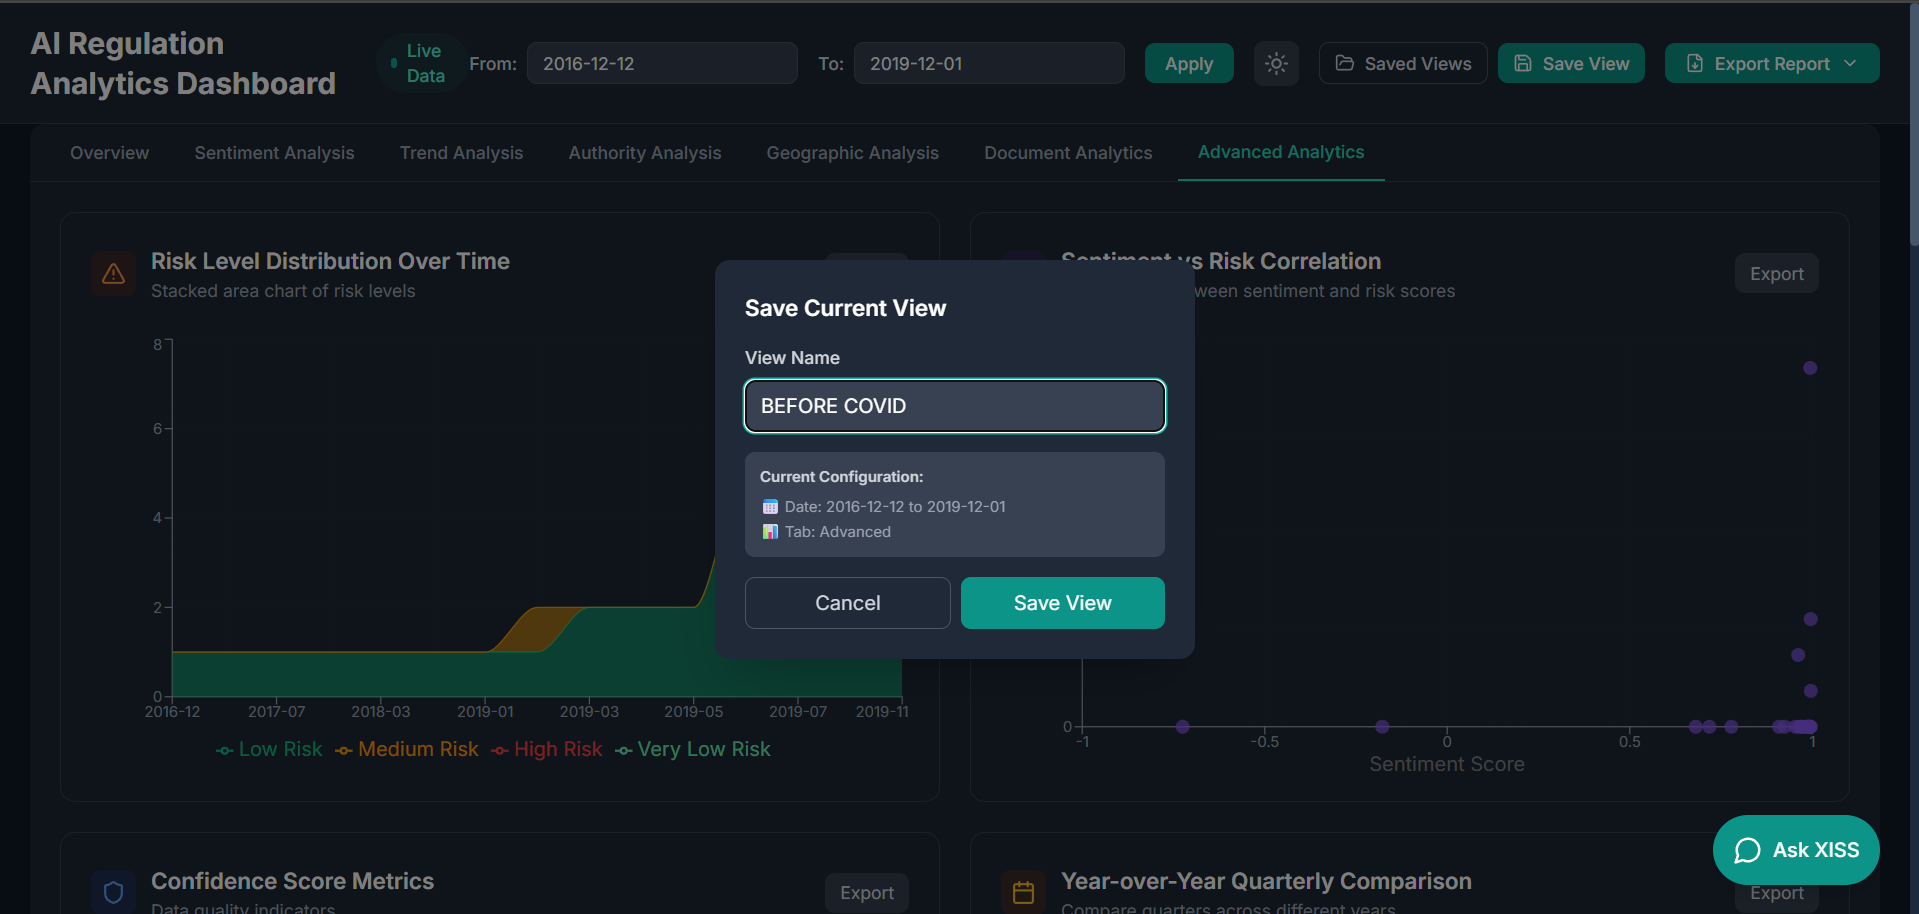 AI Regulation
Analytics Dashboard
Live
Data
From:
2016-12-12
To:
2019-12-01
Apply
Saved Views
Save View
Export Report
Overview
Sentiment Analysis
Trend Analysis
Authority Analysis
Geographic Analysis
Document Analytics
Advanced Analytics
Risk Level Distribution Over Time
Stacked area chart of risk levels
8
6
4
2
0
2016-12
2017-07
2018-03
2019-01
2019-03
2019-05
2019-07
2019-11
Low Risk
Medium Risk
High Risk
Very Low Risk
Sentiment vs Risk Correlation
ween sentiment and risk scores
Export
0
-1
-0.5
0
0.5
1
Sentiment Score
Save Current View
View Name
BEFORE COVID
Current Configuration:
Date: 2016-12-12 to 2019-12-01
Tab: Advanced
Cancel
Save View
Confidence Score Metrics
Data quality indicators
Export
Year-over-Year Quarterly Comparison
Compare quarters across different years
Export
Ask XISS